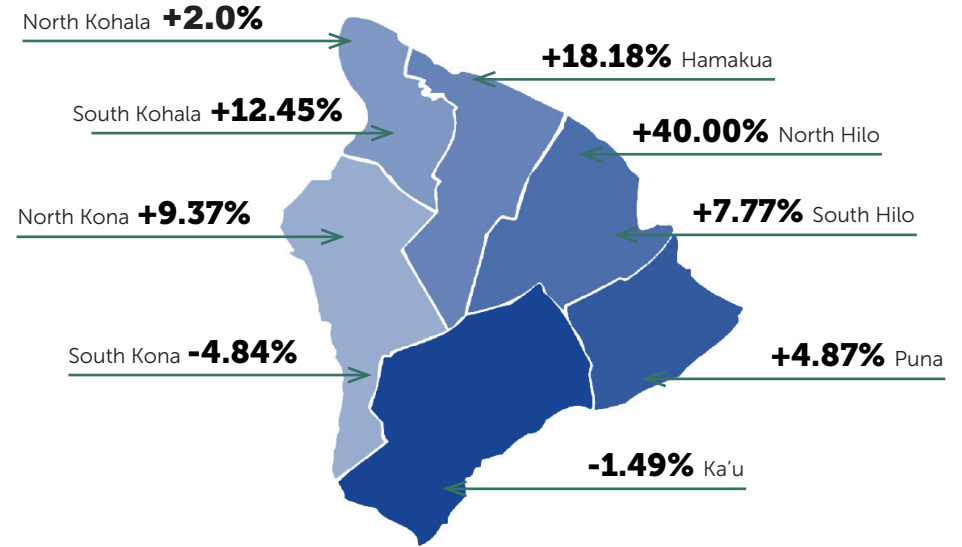 North Kohala +2.0%
+18.18% Hamakua
South Kohala +12.45%
+40.00% North Hilo
North Kona +9.37%
+7.77% South Hilo
South Kona -4.84%
+4.87% Puna
-1.49% Ka‘u